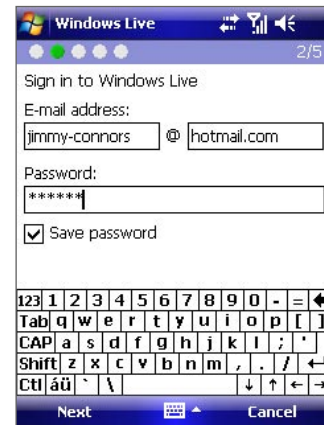 Windows Live
2/5
Sign in to Windows Live
E-mail address:
jimmy-connors @ hotmail.com
Password:
******
Save password
123 1 2 3 4 5 6 7 8 9 0 - = 
Tab q w e r t y u i o p [ ]
CAP a s d f g h j k l ; '
Shift z x c v b n m , . / ↵
Ctl áü ` \ ↓ ↑ ← →
Next Cancel